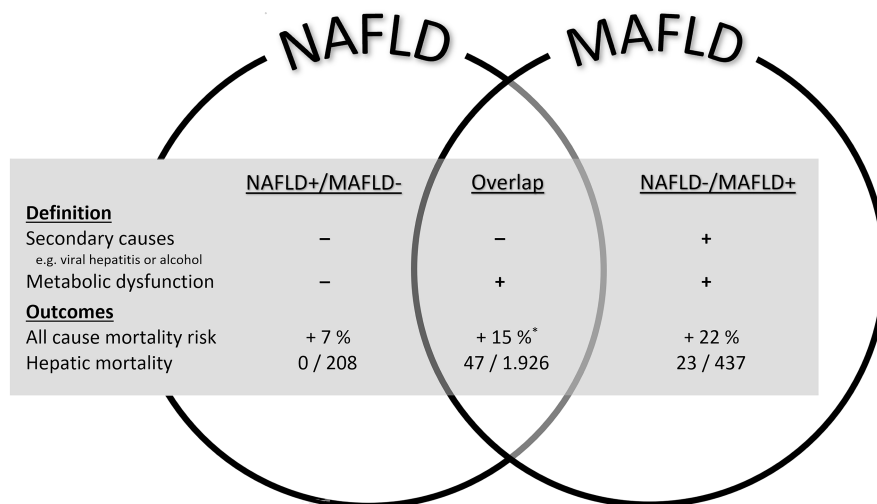 NAFLD MAFLD
NAFLD+/MAFLD- Overlap NAFLD-/MAFLD+
Definition
Secondary causes – – +
e.g. viral hepatitis or alcohol
Metabolic dysfunction – + +
Outcomes
All cause mortality risk + 7 % + 15 %* + 22 %
Hepatic mortality 0 / 208 47 / 1.926 23 / 437